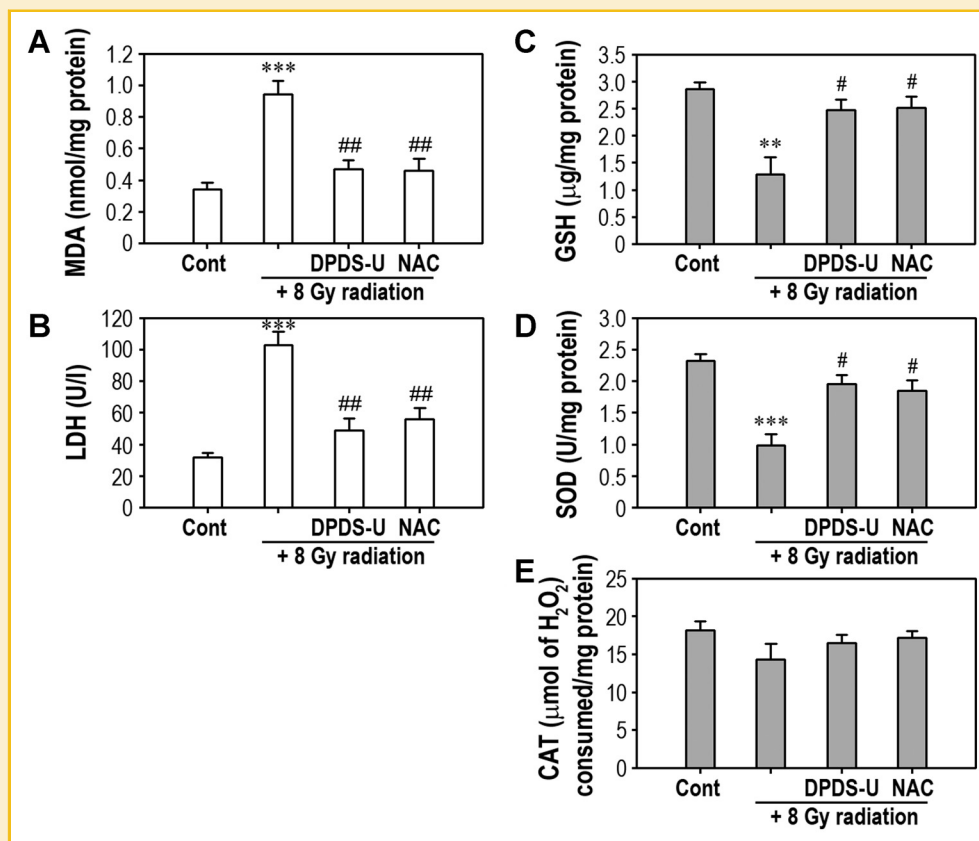 A
MDA (nmol/mg protein)
1.2
1.0
0.8
0.6
0.4
0.2
0
***
##
##
Cont
DPDS-U
NAC
+ 8 Gy radiation
B
LDH (U/l)
120
100
80
60
40
20
0
***
##
##
Cont
DPDS-U
NAC
+ 8 Gy radiation
C
GSH (μg/mg protein)
3.5
3.0
2.5
2.0
1.5
1.0
0.5
0
**
#
#
Cont
DPDS-U
NAC
+ 8 Gy radiation
D
SOD (U/mg protein)
3.0
2.5
2.0
1.5
1.0
0.5
0
***
#
#
Cont
DPDS-U
NAC
+ 8 Gy radiation
E
CAT (μmol of H₂O₂
consumed/mg protein)
25
20
15
10
5
0
Cont
DPDS-U
NAC
+ 8 Gy radiation